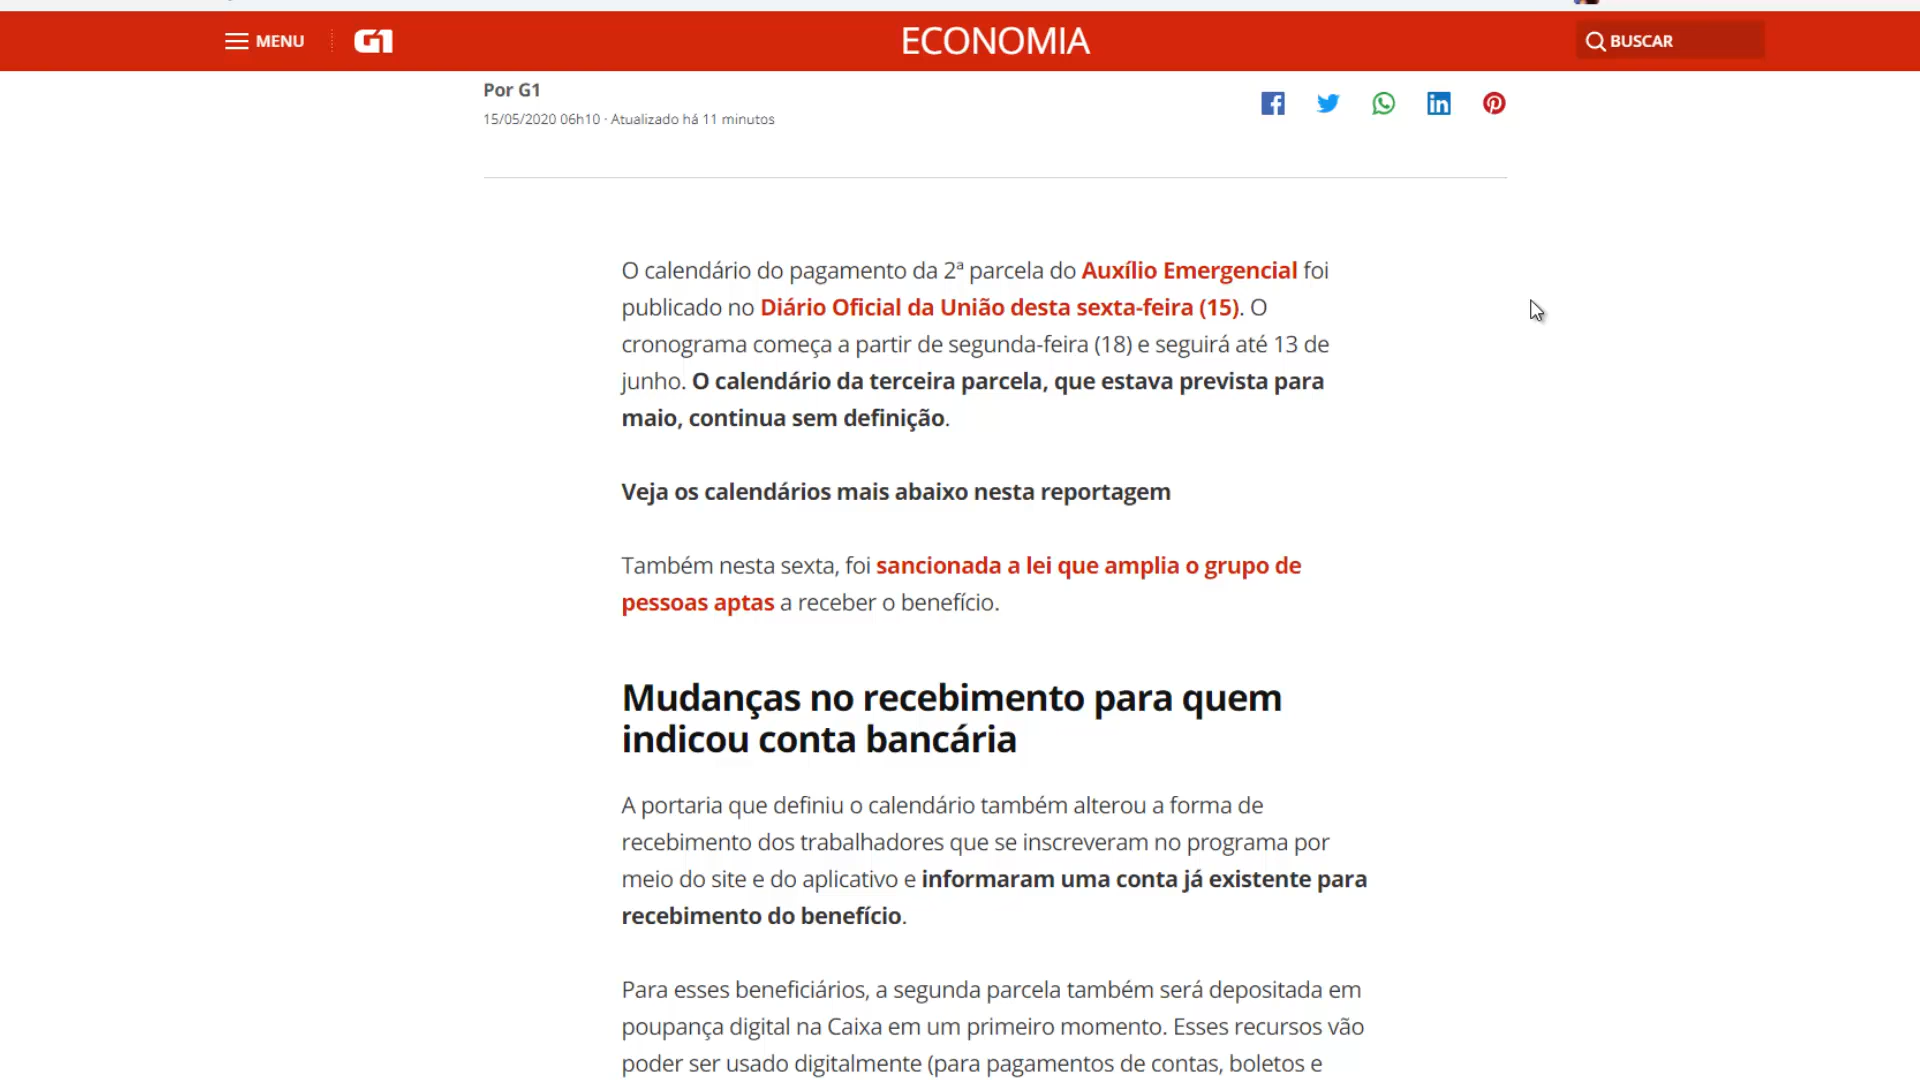 MENU
G1
ECONOMIA
BUSCAR
Por G1
15/05/2020 06h10 · Atualizado há 11 minutos
O calendário do pagamento da 2ª parcela do Auxílio Emergencial foi
publicado no Diário Oficial da União desta sexta-feira (15). O
cronograma começa a partir de segunda-feira (18) e seguirá até 13 de
junho. O calendário da terceira parcela, que estava prevista para
maio, continua sem definição.
Veja os calendários mais abaixo nesta reportagem
Também nesta sexta, foi sancionada a lei que amplia o grupo de
pessoas aptas a receber o benefício.
Mudanças no recebimento para quem
indicou conta bancária
A portaria que definiu o calendário também alterou a forma de
recebimento dos trabalhadores que se inscreveram no programa por
meio do site e do aplicativo e informaram uma conta já existente para
recebimento do benefício.
Para esses beneficiários, a segunda parcela também será depositada em
poupança digital na Caixa em um primeiro momento. Esses recursos vão
poder ser usado digitalmente (para pagamentos de contas, boletos e